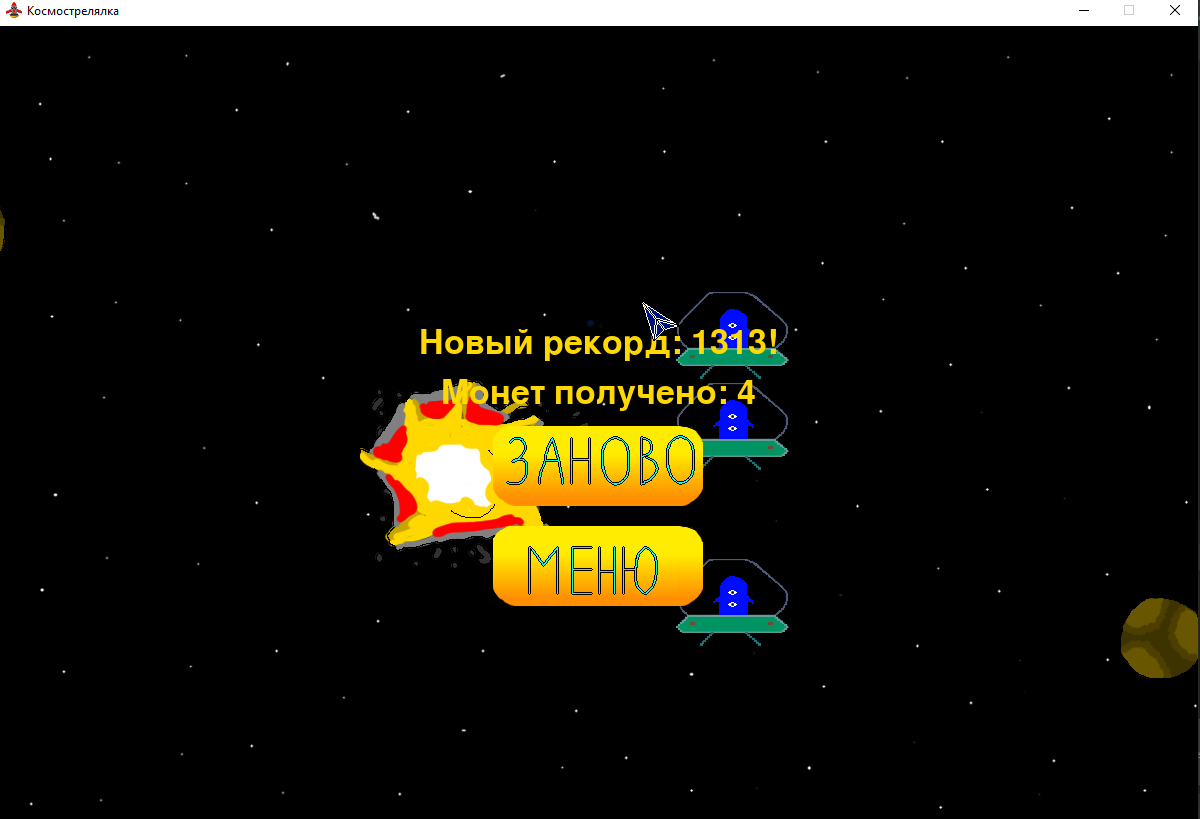 Космострелялка
Новый рекорд: 1313!
Монет получено: 4
ЗАНОВО
МЕНЮ